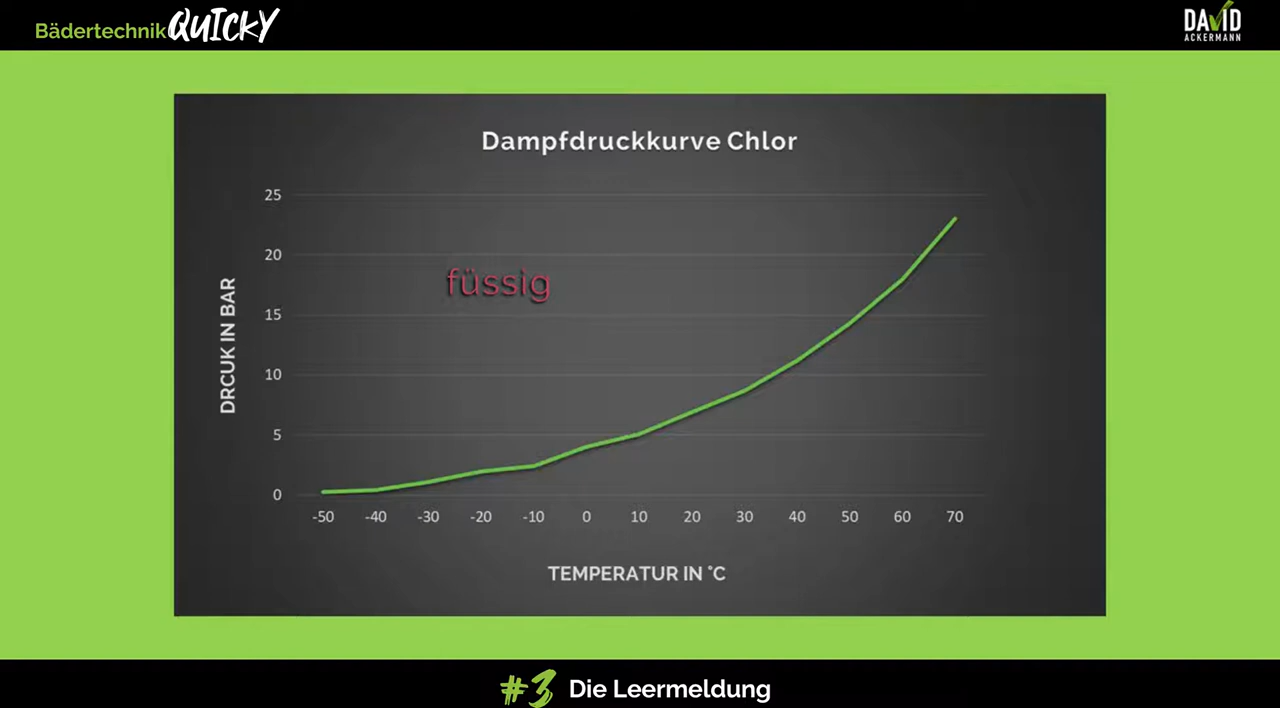 Bädertechnik QUICKY
DAVID
ACKERMANN
Dampfdruckkurve Chlor
25
20
15
10
5
0
füssig
DRCUK IN BAR
-50 -40 -30 -20 -10 0 10 20 30 40 50 60 70
TEMPERATUR IN °C
#3 Die Leermeldung